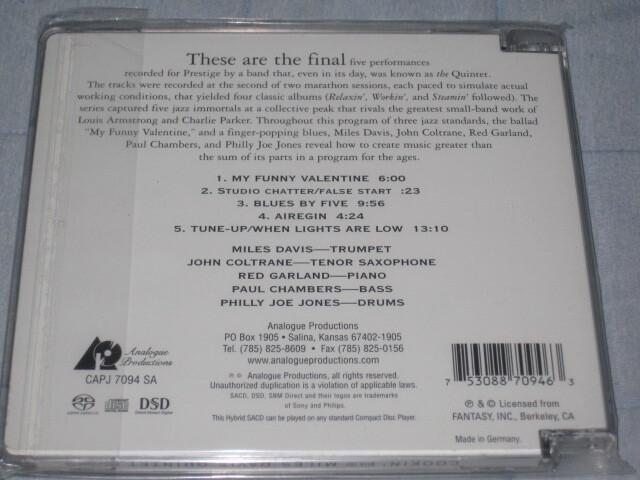 These are the final five performances
recorded for Prestige by a band that, even in its day, was known as the Quintet.
The tracks were recorded at the second of two marathon sessions, each paced to simulate actual
working conditions, that yielded four classic albums (Relaxin', Workin', and Steamin' followed). The
series captured five jazz immortals at a collective peak that rivals the greatest small-band work of
Louis Armstrong and Charlie Parker. Throughout this program of three jazz standards, the ballad
"My Funny Valentine," and a finger-popping blues, Miles Davis, John Coltrane, Red Garland,
Paul Chambers, and Philly Joe Jones reveal how to create music greater than
the sum of its parts in a program for the ages.
1. MY FUNNY VALENTINE 6:00
2. STUDIO CHATTER/FALSE START :23
3. BLUES BY FIVE 9:56
4. AIREGIN 4:24
5. TUNE-UP/WHEN LIGHTS ARE LOW 13:10
MILES DAVIS—TRUMPET
JOHN COLTRANE—TENOR SAXOPHONE
RED GARLAND—PIANO
PAUL CHAMBERS—BASS
PHILLY JOE JONES—DRUMS
Analogue Productions
PO Box 1905 • Salina, Kansas 67402-1905
Tel. (785) 825-8609 • Fax (785) 825-0156
www.analogueproductions.com
℗ © Analogue Productions, all rights reserved.
Unauthorized duplication is a violation of applicable laws.
SACD, DSD, SBM Direct and their logos are trademarks
of Sony and Philips.
This Hybrid SACD can be played on any standard Compact Disc Player.
Analogue
Productions
CAPJ 7094 SA
DSD
7 53088 70946 3
℗ & © Licensed from
FANTASY, INC., Berkeley, CA
Made in Germany.